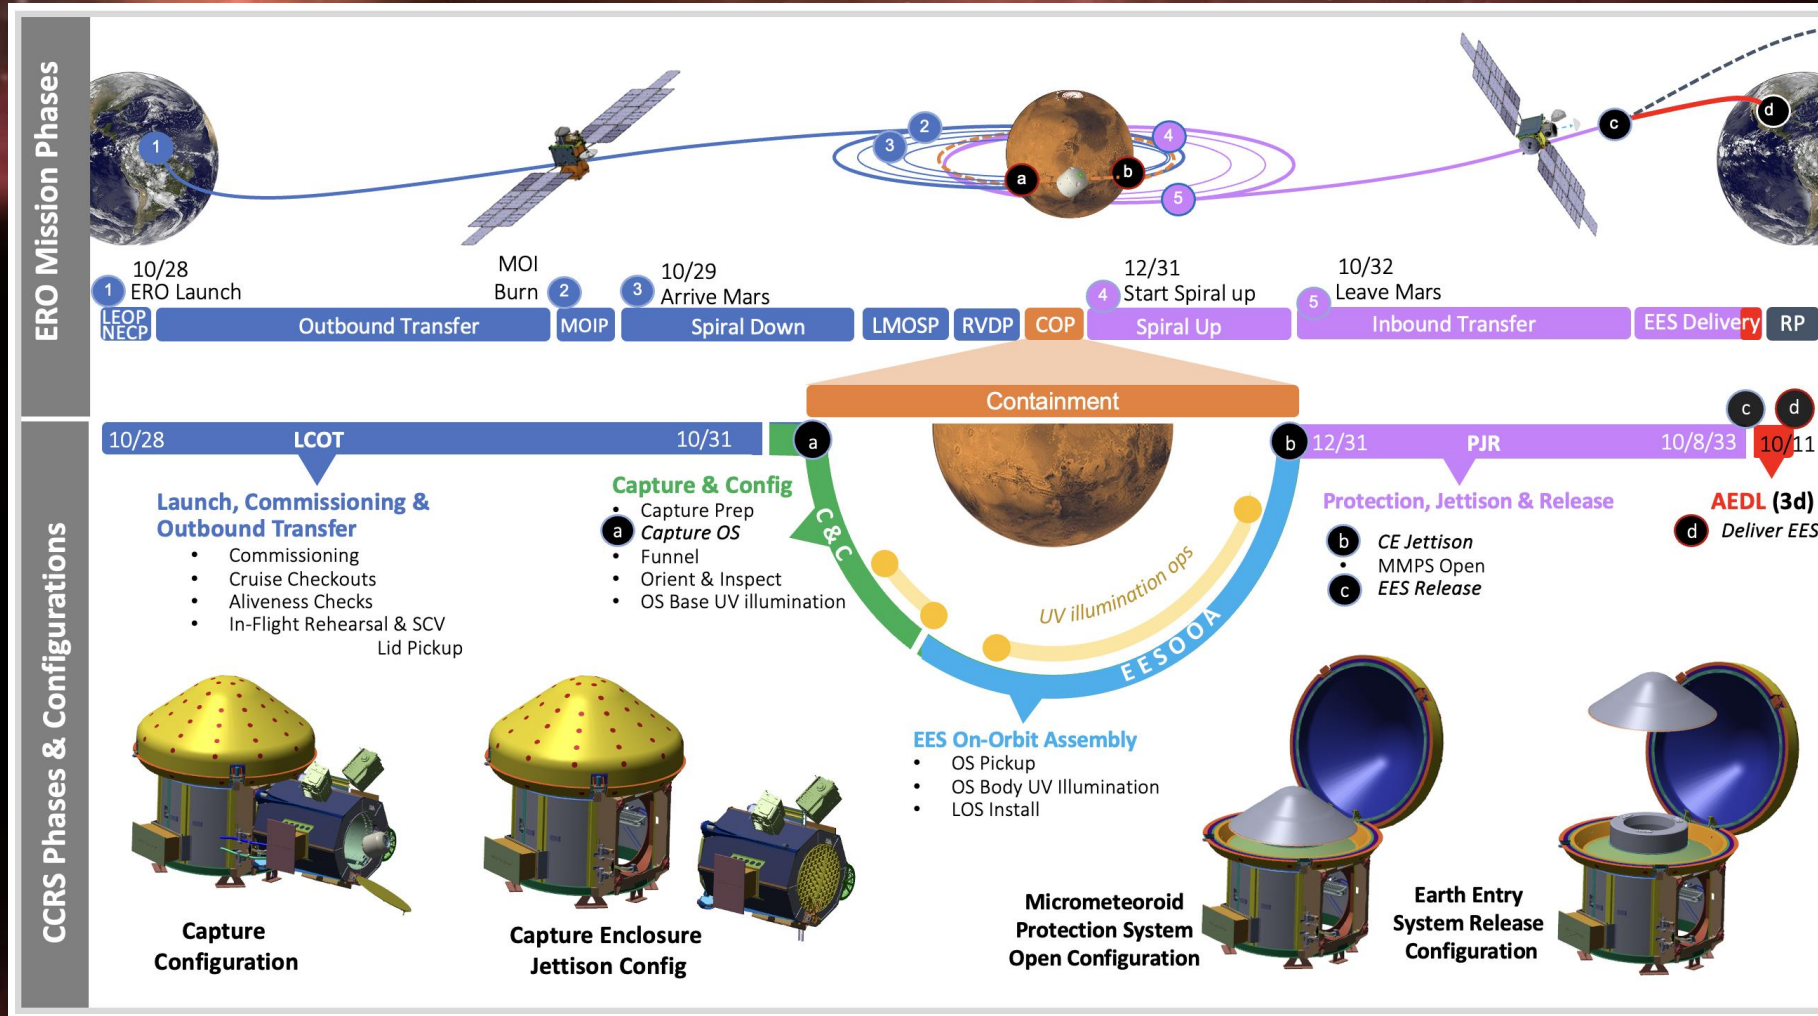 ERO Mission Phases
1
2
3
4
5
a
b
c
d
1
10/28
ERO Launch
MOI
Burn
2
3
10/29
Arrive Mars
4
12/31
Start Spiral up
5
10/32
Leave Mars
LEOP
NECP
Outbound Transfer
MOIP
Spiral Down
LMOSP
RVDP
COP
Spiral Up
Inbound Transfer
EES Delivery
RP
CCRS Phases & Configurations
Containment
10/28
LCOT
10/31
a
b
12/31
PJR
10/8/33
c
d
10/11
Launch, Commissioning &
Outbound Transfer
• Commissioning
• Cruise Checkouts
• Aliveness Checks
• In-Flight Rehearsal & SCV
Lid Pickup
Capture & Config
• Capture Prep
a Capture OS
• Funnel
• Orient & Inspect
• OS Base UV illumination
C&C
UV illumination ops
EESOOA
EES On-Orbit Assembly
• OS Pickup
• OS Body UV Illumination
• LOS Install
Protection, Jettison & Release
b CE Jettison
• MMPS Open
c EES Release
AEDL (3d)
d Deliver EES
Capture
Configuration
Capture Enclosure
Jettison Config
Micrometeoroid
Protection System
Open Configuration
Earth Entry
System Release
Configuration